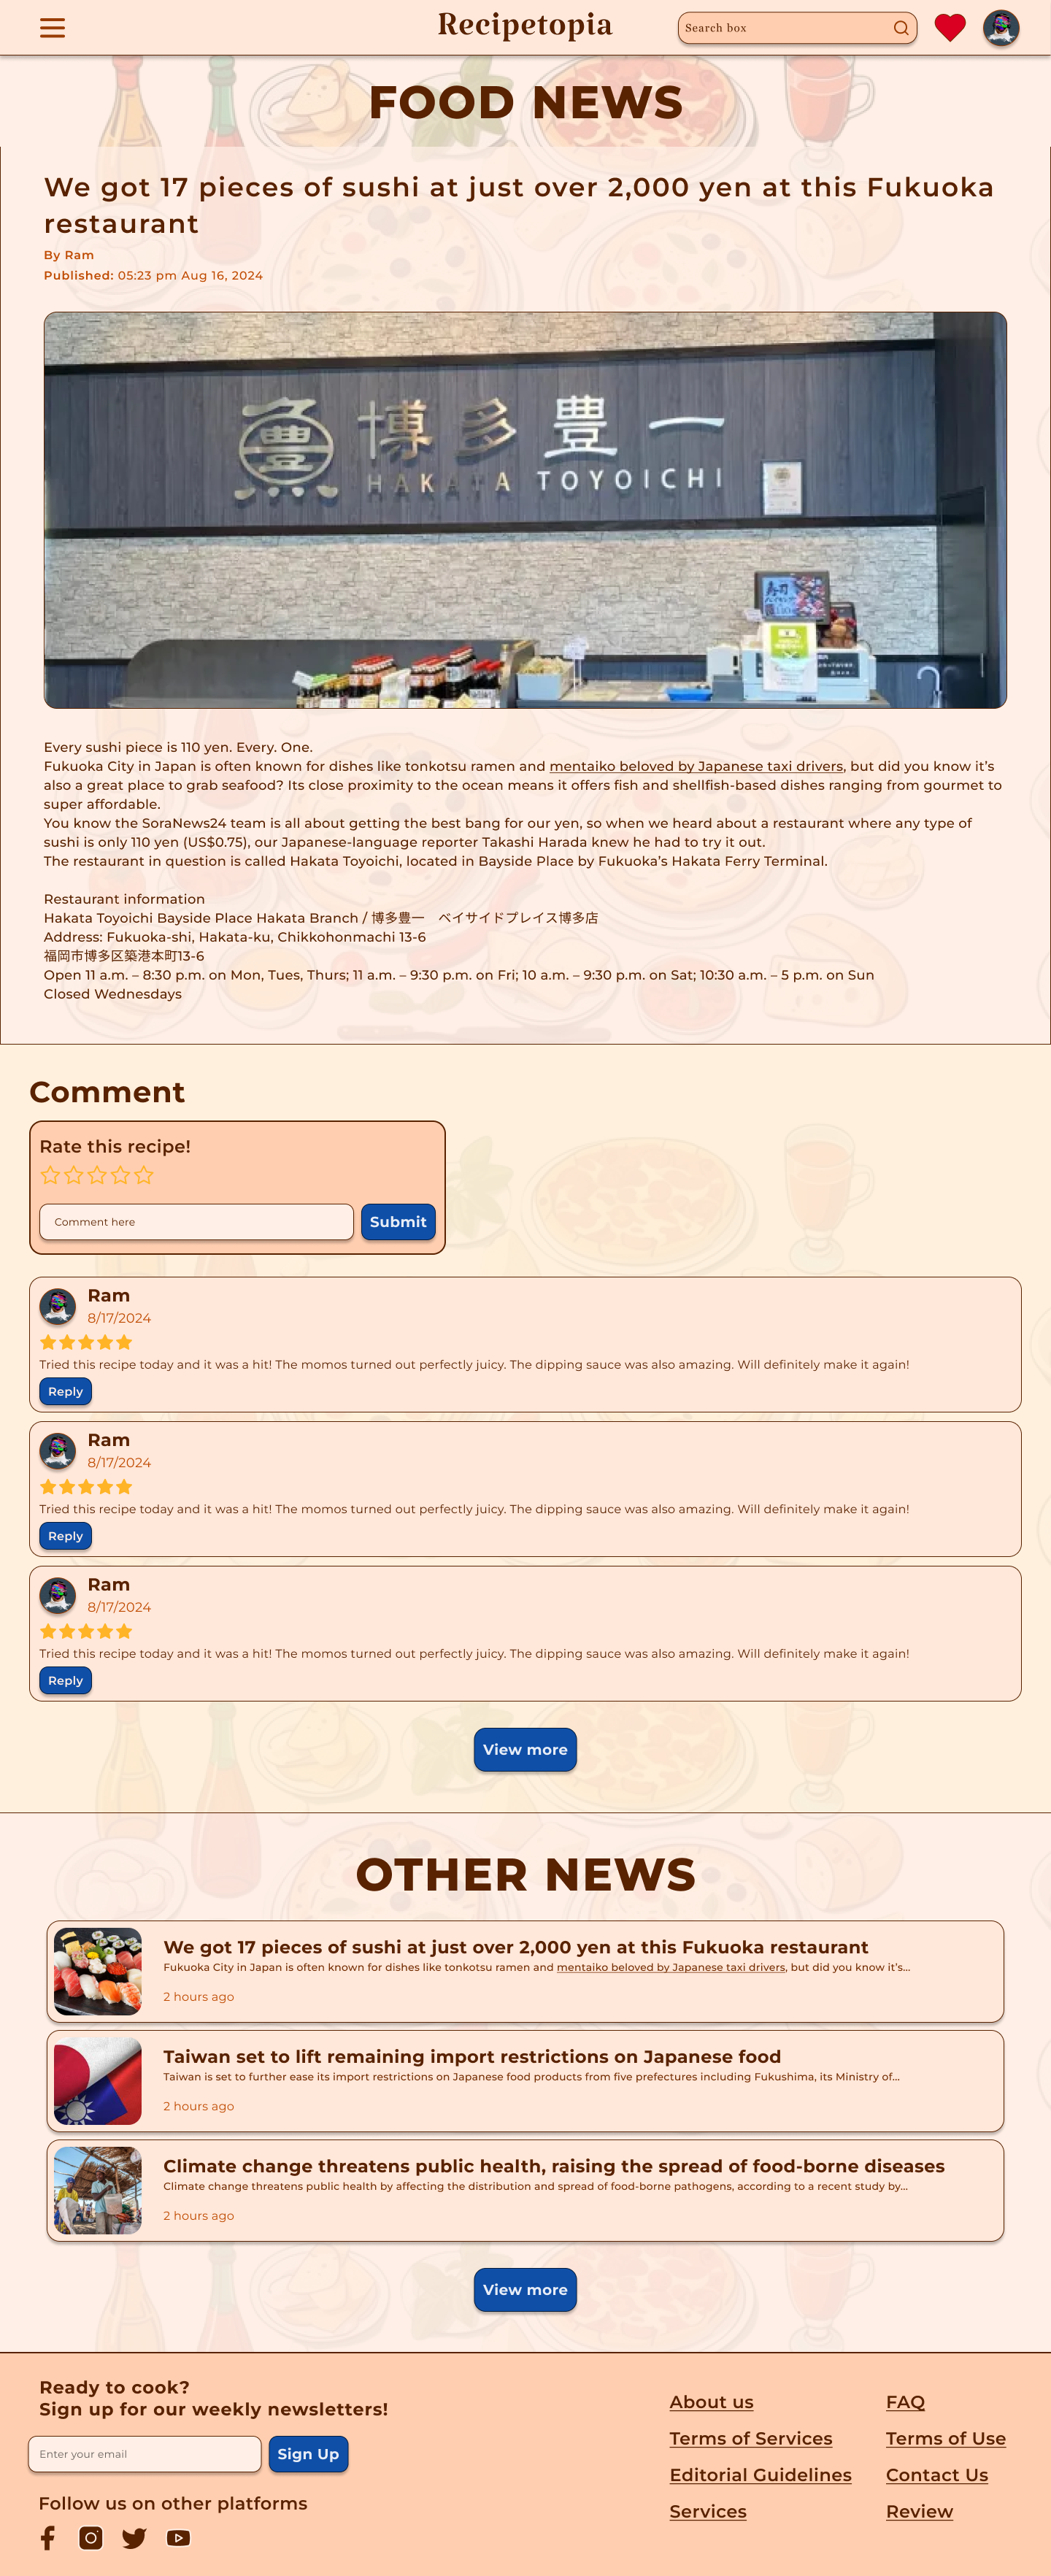 Recipetopia
Search box
FOOD NEWS
We got 17 pieces of sushi at just over 2,000 yen at this Fukuoka
restaurant
By Ram
Published: 05:23 pm Aug 16, 2024
博多豊一
HAKATA TOYOICHI
寿司
110
Every sushi piece is 110 yen. Every. One.
Fukuoka City in Japan is often known for dishes like tonkotsu ramen and mentaiko beloved by Japanese taxi drivers, but did you know it’s
also a great place to grab seafood? Its close proximity to the ocean means it offers fish and shellfish-based dishes ranging from gourmet to
super affordable.
You know the SoraNews24 team is all about getting the best bang for our yen, so when we heard about a restaurant where any type of
sushi is only 110 yen (US$0.75), our Japanese-language reporter Takashi Harada knew he had to try it out.
The restaurant in question is called Hakata Toyoichi, located in Bayside Place by Fukuoka’s Hakata Ferry Terminal.
Restaurant information
Hakata Toyoichi Bayside Place Hakata Branch / 博多豊一　ベイサイドプレイス博多店
Address: Fukuoka-shi, Hakata-ku, Chikkohonmachi 13-6
福岡市博多区築港本町13-6
Open 11 a.m. – 8:30 p.m. on Mon, Tues, Thurs; 11 a.m. – 9:30 p.m. on Fri; 10 a.m. – 9:30 p.m. on Sat; 10:30 a.m. – 5 p.m. on Sun
Closed Wednesdays
Comment
Rate this recipe!
Comment here
Submit
Ram
8/17/2024
Tried this recipe today and it was a hit! The momos turned out perfectly juicy. The dipping sauce was also amazing. Will definitely make it again!
Reply
Ram
8/17/2024
Tried this recipe today and it was a hit! The momos turned out perfectly juicy. The dipping sauce was also amazing. Will definitely make it again!
Reply
Ram
8/17/2024
Tried this recipe today and it was a hit! The momos turned out perfectly juicy. The dipping sauce was also amazing. Will definitely make it again!
Reply
View more
OTHER NEWS
We got 17 pieces of sushi at just over 2,000 yen at this Fukuoka restaurant
Fukuoka City in Japan is often known for dishes like tonkotsu ramen and mentaiko beloved by Japanese taxi drivers, but did you know it’s...
2 hours ago
Taiwan set to lift remaining import restrictions on Japanese food
Taiwan is set to further ease its import restrictions on Japanese food products from five prefectures including Fukushima, its Ministry of...
2 hours ago
Climate change threatens public health, raising the spread of food-borne diseases
Climate change threatens public health by affecting the distribution and spread of food-borne pathogens, according to a recent study by...
2 hours ago
View more
Ready to cook?
Sign up for our weekly newsletters!
Enter your email
Sign Up
Follow us on other platforms
About us
Terms of Services
Editorial Guidelines
Services
FAQ
Terms of Use
Contact Us
Review